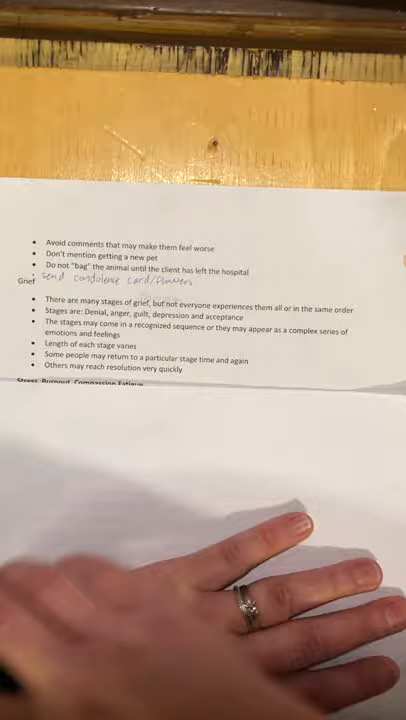 • Avoid comments that may make them feel worse
• Don't mention getting a new pet
• Do not "bag" the animal until the client has left the hospital
• send condolence card/flowers
Grief
• There are many stages of grief, but not everyone experiences them all or in the same order
• Stages are: Denial, anger, guilt, depression and acceptance
• The stages may come in a recognized sequence or they may appear as a complex series of
emotions and feelings
• Length of each stage varies
• Some people may return to a particular stage time and again
• Others may reach resolution very quickly
Stress, Burnout, Compassion Fatigue